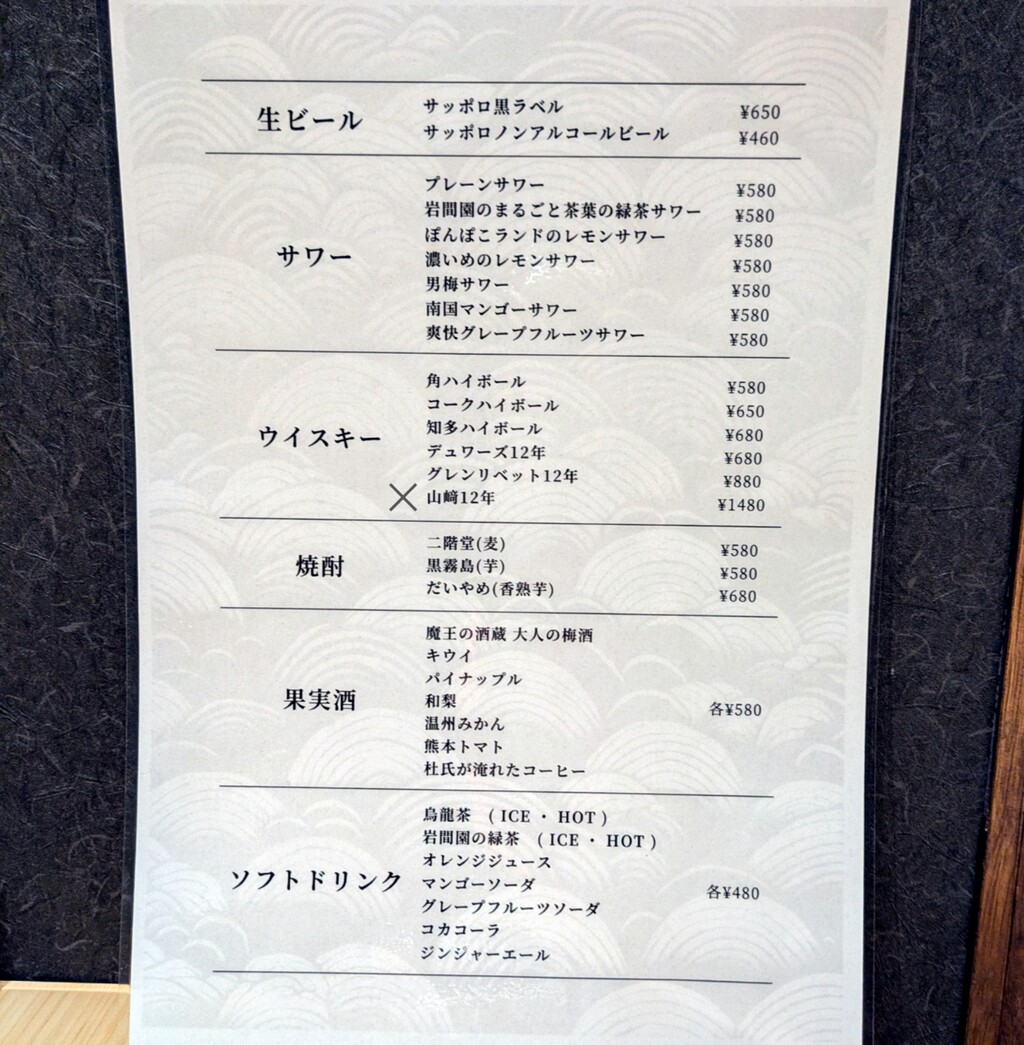 生ビール
サッポロ黒ラベル ¥650
サッポロノンアルコールビール ¥460
サワー
プレーンサワー ¥580
岩間園のまるごと茶葉の緑茶サワー ¥580
ぽんぽこランドのレモンサワー ¥580
濃いめのレモンサワー ¥580
男梅サワー ¥580
南国マンゴーサワー ¥580
爽快グレープフルーツサワー ¥580
ウイスキー
角ハイボール ¥580
コークハイボール ¥650
知多ハイボール ¥680
デュワーズ12年 ¥680
グレンリベット12年 ¥880
山﨑12年 ¥1480
焼酎
二階堂(麦) ¥580
黒霧島(芋) ¥580
だいやめ(香熟芋) ¥680
果実酒
魔王の酒蔵 大人の梅酒
キウイ
パイナップル
和梨
各¥580
温州みかん
熊本トマト
杜氏が淹れたコーヒー
ソフトドリンク
烏龍茶 ( ICE ・ HOT )
岩間園の緑茶 ( ICE ・ HOT )
オレンジジュース
マンゴーソーダ
各¥480
グレープフルーツソーダ
コカコーラ
ジンジャーエール